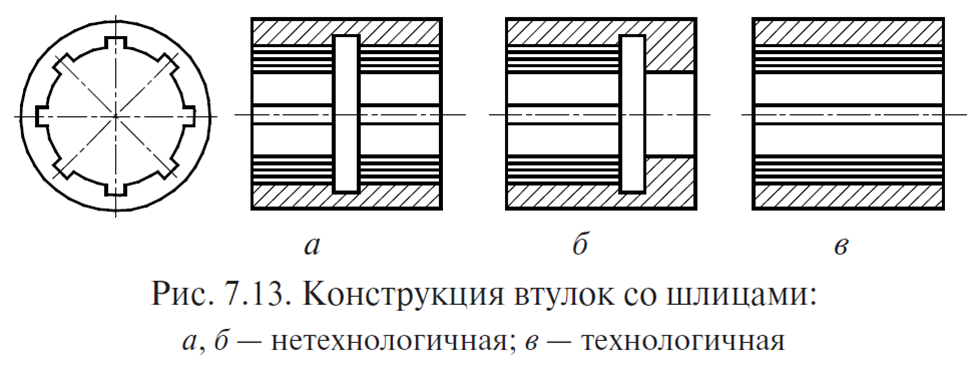 а б в
Рис. 7.13. Конструкция втулок со шлицами:
а, б — нетехнологичная; в — технологичная